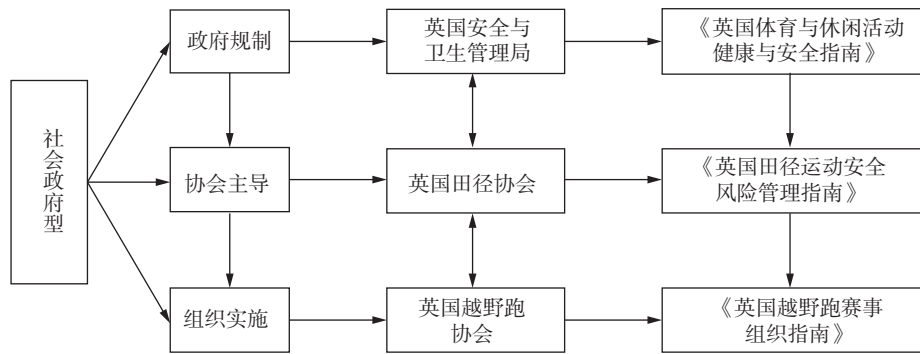 政府规制
英国安全与
卫生管理局
《英国体育与休闲活动
健康与安全指南》
社会政府型
协会主导
英国田径协会
《英国田径运动安全
风险管理指南》
组织实施
英国越野跑
协会
《英国越野跑赛事
组织指南》